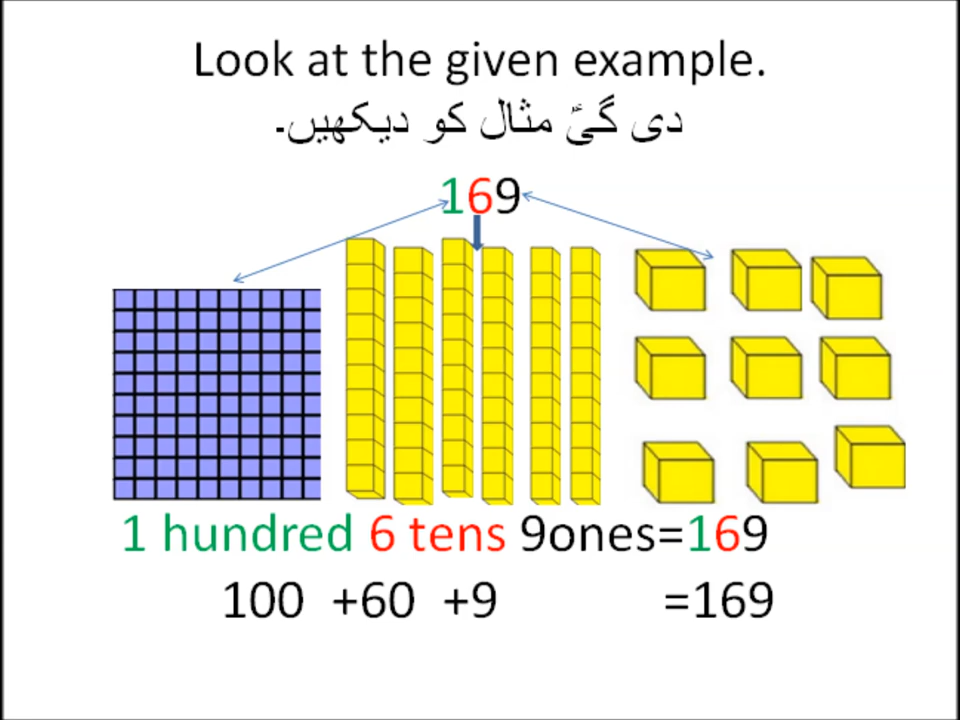 Look at the given example.
دی گئؔ مثال کو دیکھیں۔
169
1 hundred 6 tens 9ones=169
100 +60 +9 =169